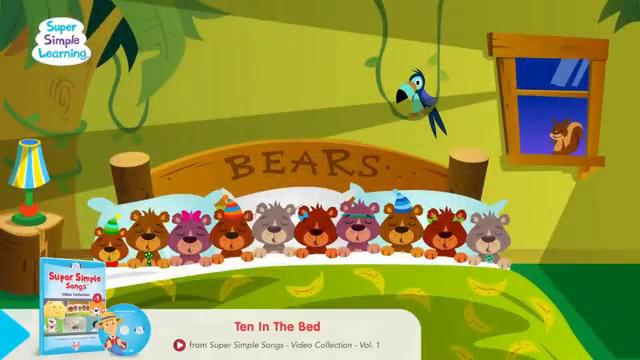 Super
Simple
Learning
BEARS
Super Simple
Songs
Video Collection
Ten In The Bed
from Super Simple Songs - Video Collection - Vol. 1